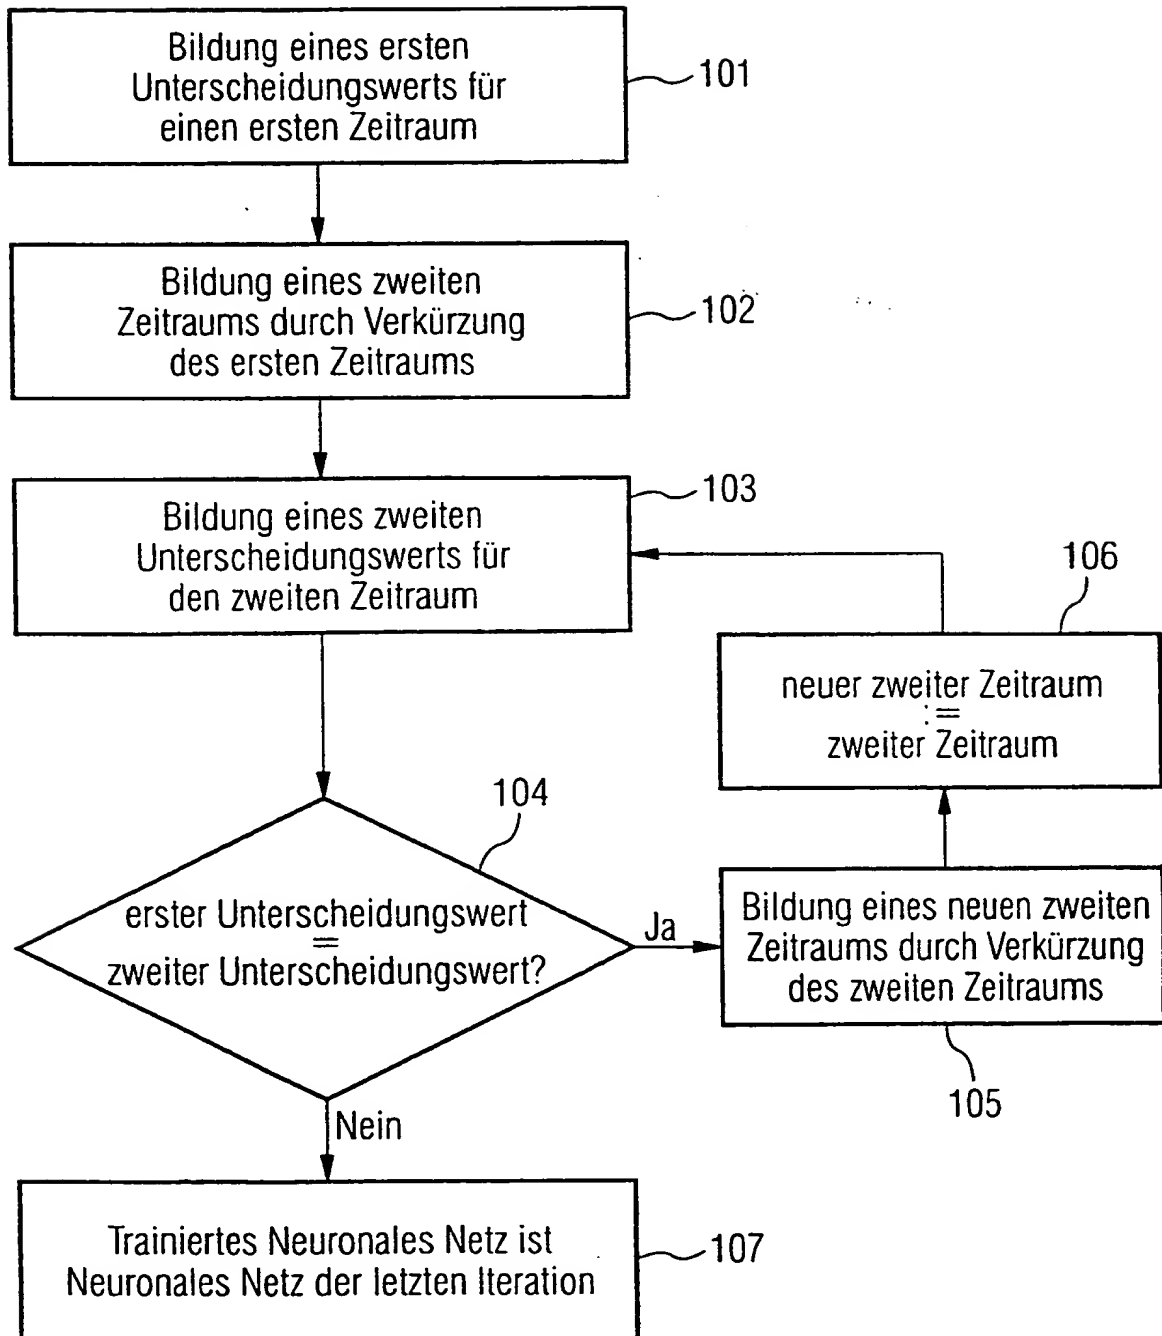 Bildung eines ersten
Unterscheidungswerts für
einen ersten Zeitraum
101
Bildung eines zweiten
Zeitraums durch Verkürzung
des ersten Zeitraums
102
Bildung eines zweiten
Unterscheidungswerts für
den zweiten Zeitraum
103
106
neuer zweiter Zeitraum
:=
zweiter Zeitraum
104
erster Unterscheidungswert
=
zweiter Unterscheidungswert?
Ja
Bildung eines neuen zweiten
Zeitraums durch Verkürzung
des zweiten Zeitraums
105
Nein
Trainiertes Neuronales Netz ist
Neuronales Netz der letzten Iteration
107